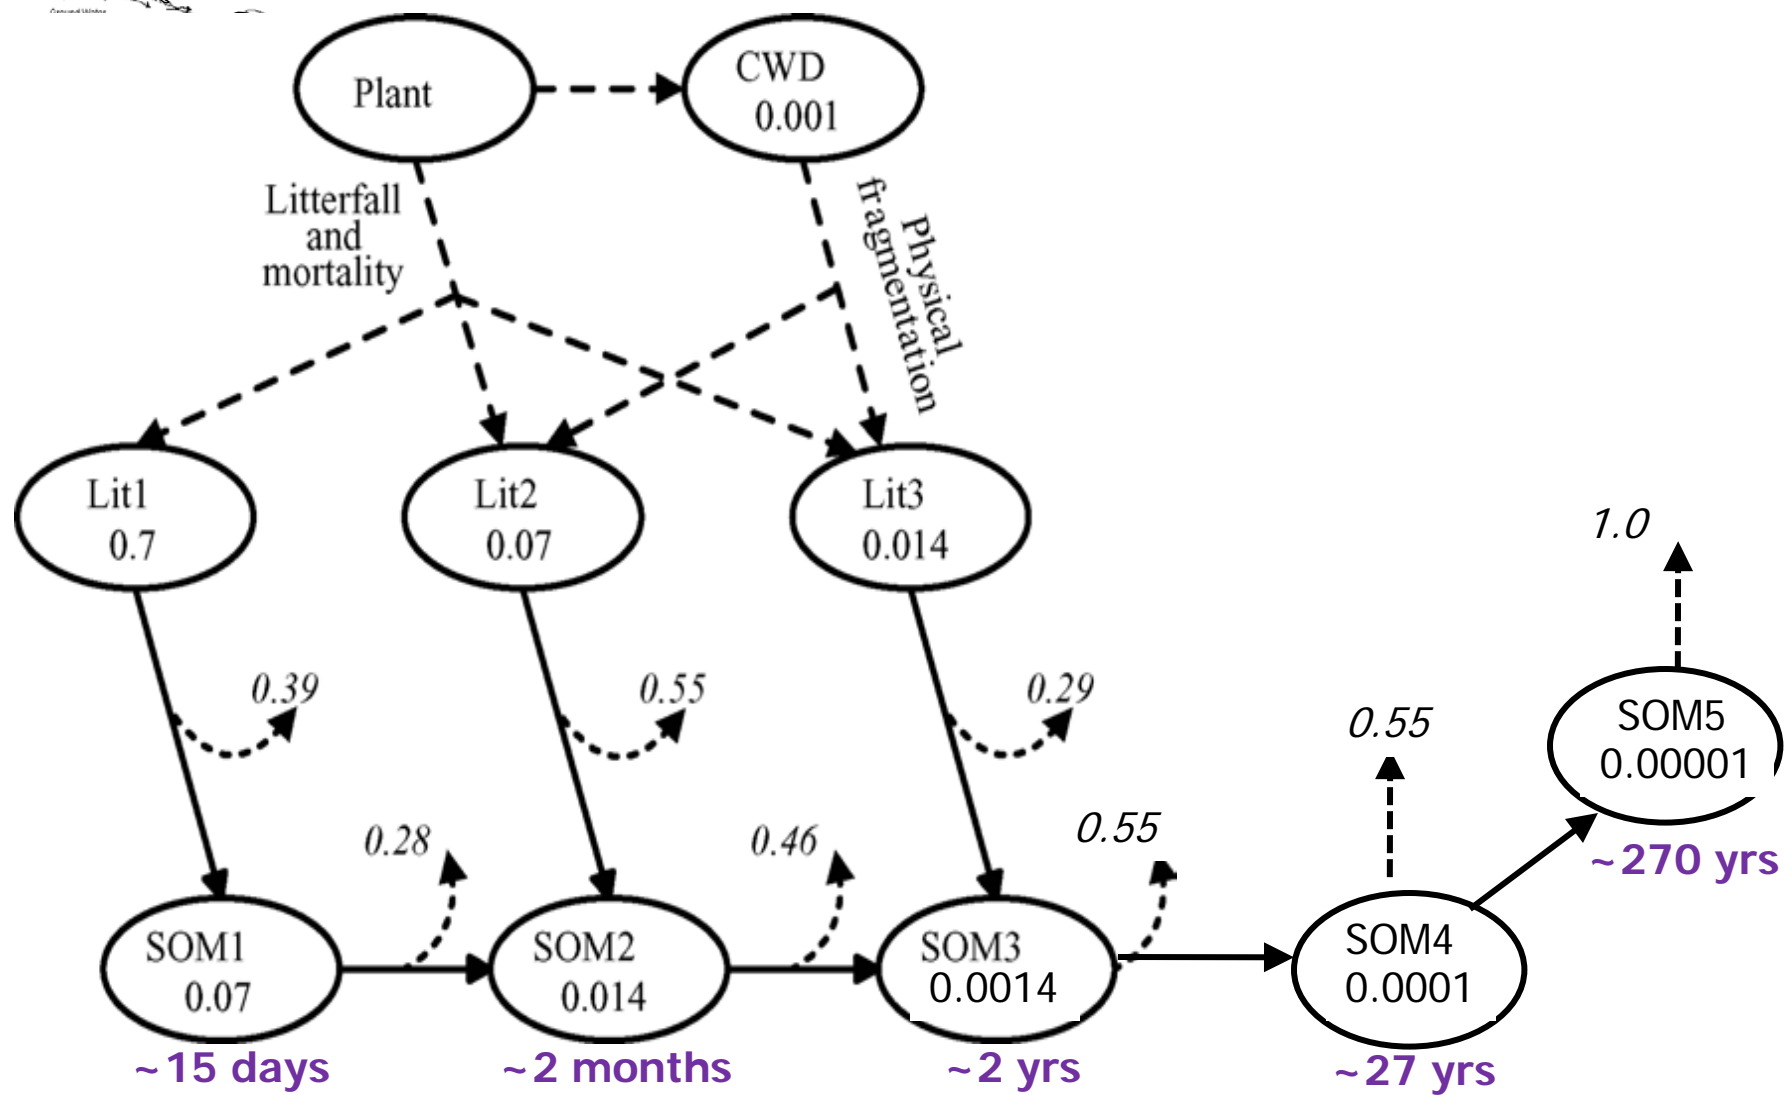 Ground Water
Plant
CWD
0.001
Litterfall
and
mortality
Physical
fragmentation
Lit1
0.7
Lit2
0.07
Lit3
0.014
1.0
0.39
0.55
0.29
0.55
SOM5
0.00001
~270 yrs
0.28
0.46
0.55
SOM1
0.07
SOM2
0.014
SOM3
0.0014
SOM4
0.0001
~15 days
~2 months
~2 yrs
~27 yrs